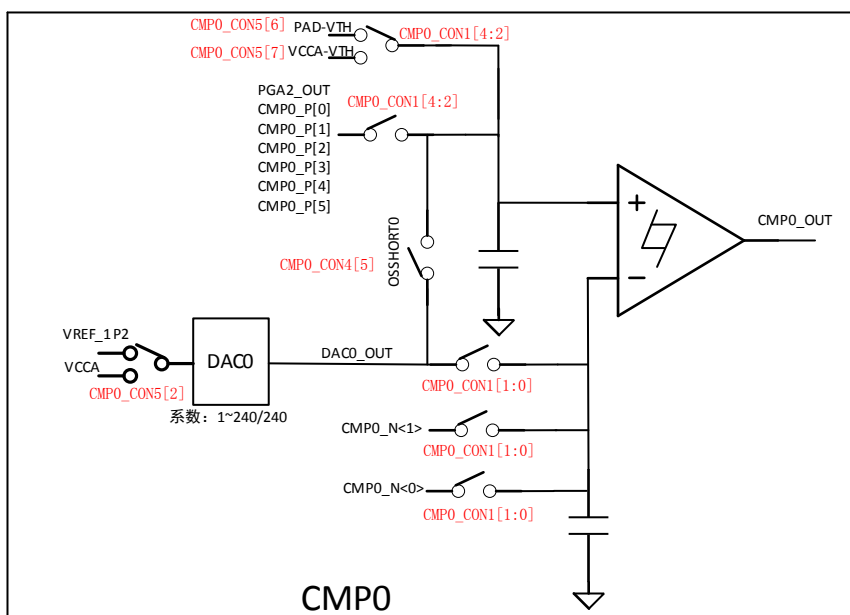 CMP0_CON5[6] PAD-VTH CMP0_CON1[4:2]
CMP0_CON5[7] VCCA-VTH
PGA2_OUT
CMP0_P[0] CMP0_CON1[4:2]
CMP0_P[1]
CMP0_P[2]
CMP0_P[3]
CMP0_P[4]
CMP0_P[5]
+
CMP0_OUT
OSSHORT0
CMP0_CON4[5]
−
VREF_1P2
VCCA
DAC0
DAC0_OUT
CMP0_CON5[2]
CMP0_CON1[1:0]
系数：1~240/240
CMP0_N<1>
CMP0_CON1[1:0]
CMP0_N<0>
CMP0_CON1[1:0]
CMP0